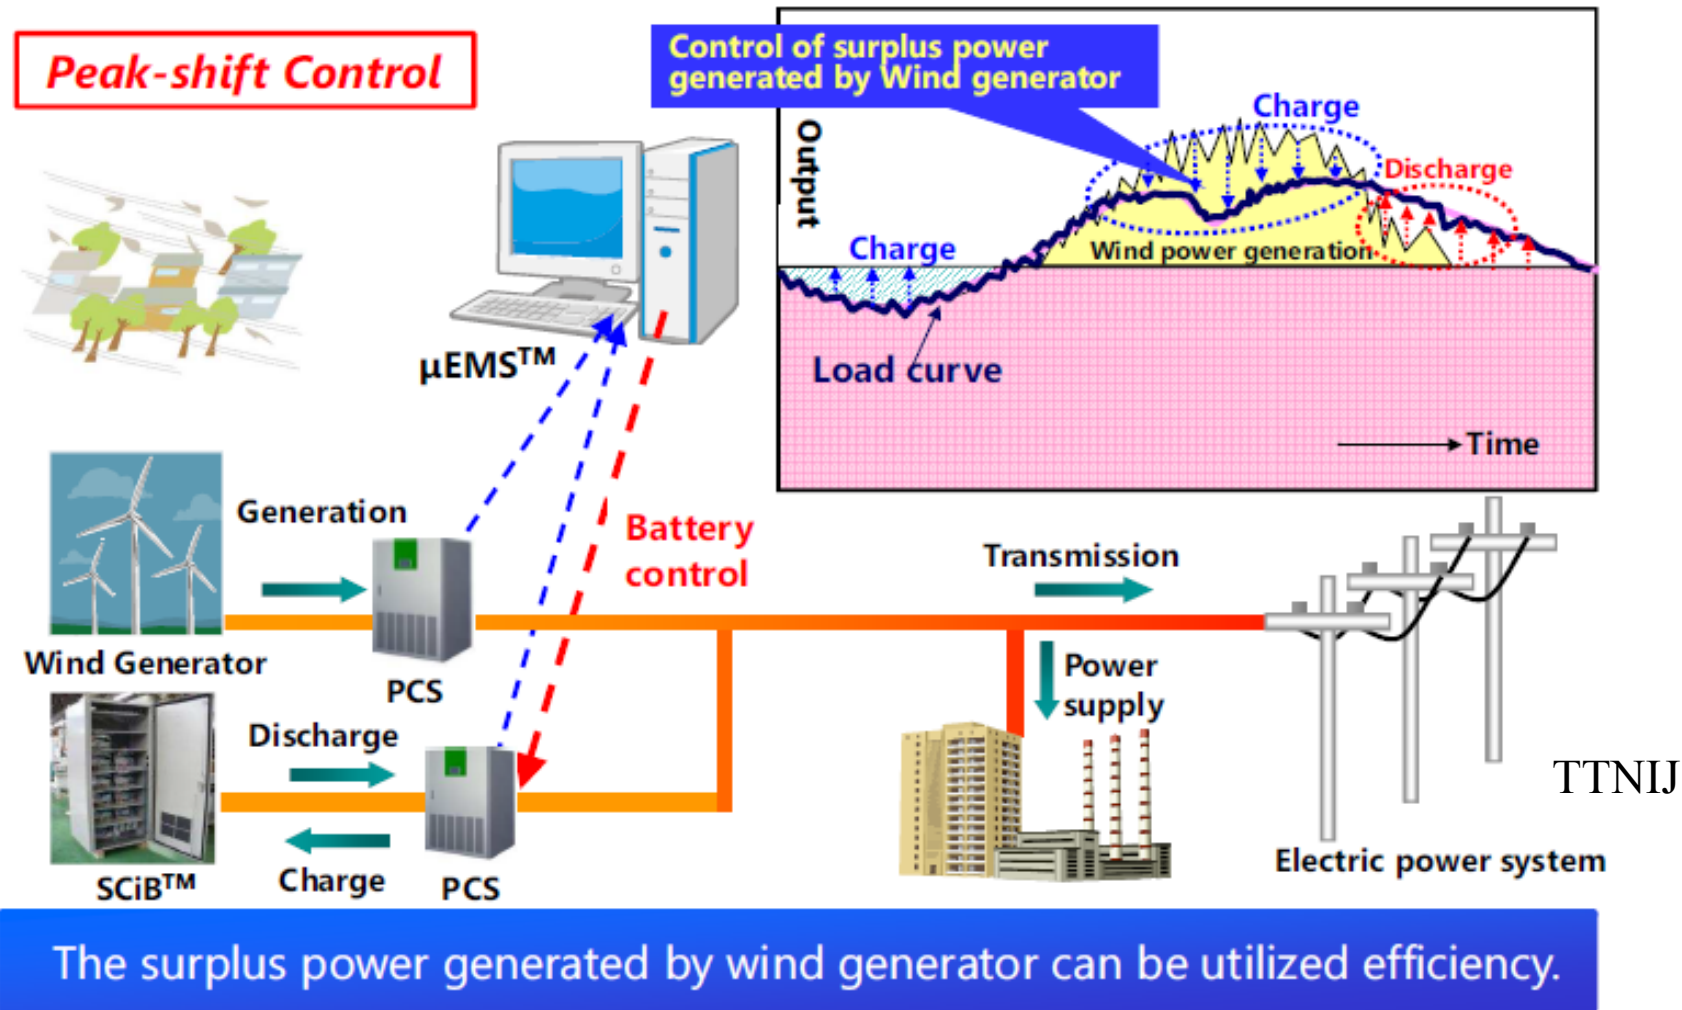 Peak-shift Control
Control of surplus power
generated by Wind generator
Output
Charge
Discharge
Charge
Wind power generation
Load curve
Time
μEMS™
Generation
Battery
control
Transmission
Wind Generator
PCS
Power
supply
Discharge
TTNIJ
SCiB™
Charge
PCS
Electric power system
The surplus power generated by wind generator can be utilized efficiency.